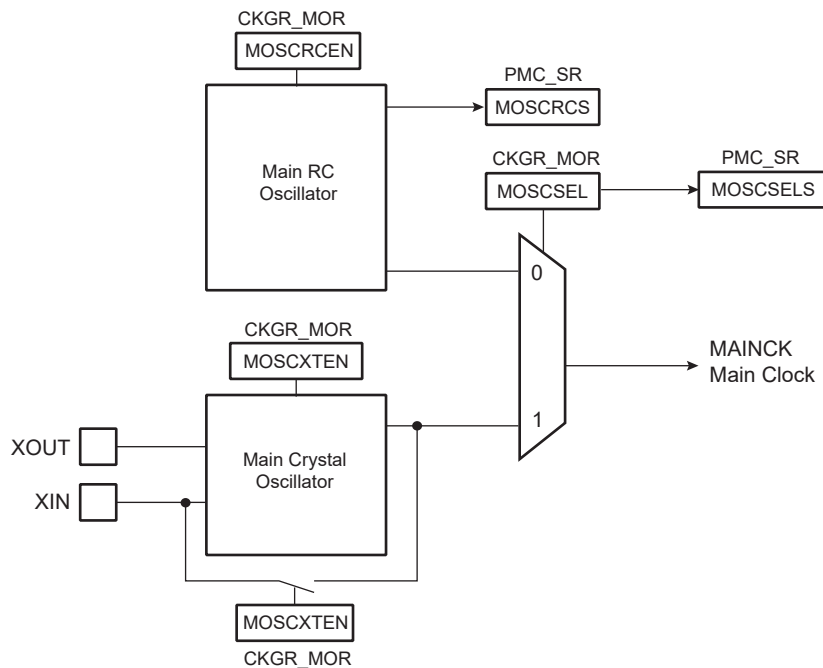 CKGR_MOR
MOSCRCEN
PMC_SR
MOSCRCS
Main RC
Oscillator
CKGR_MOR
MOSCSEL
PMC_SR
MOSCSELS
0
CKGR_MOR
MOSCXTEN
MAINCK
Main Clock
1
XOUT
Main Crystal
Oscillator
XIN
MOSCXTEN
CKGR_MOR